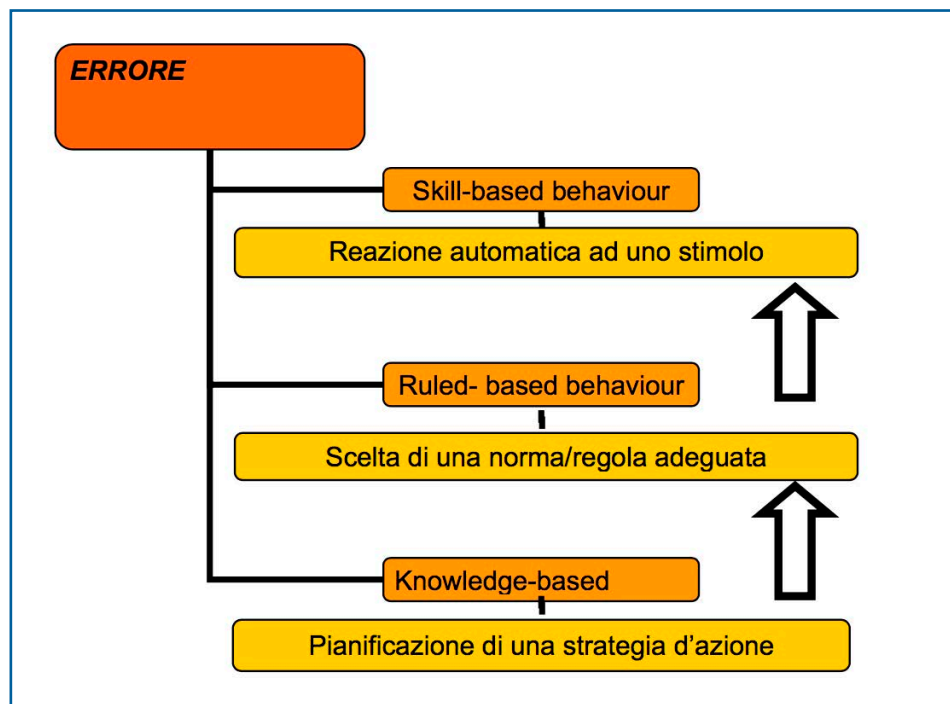 ERRORE
Skill-based behaviour
Reazione automatica ad uno stimolo
Ruled- based behaviour
Scelta di una norma/regola adeguata
Knowledge-based
Pianificazione di una strategia d'azione